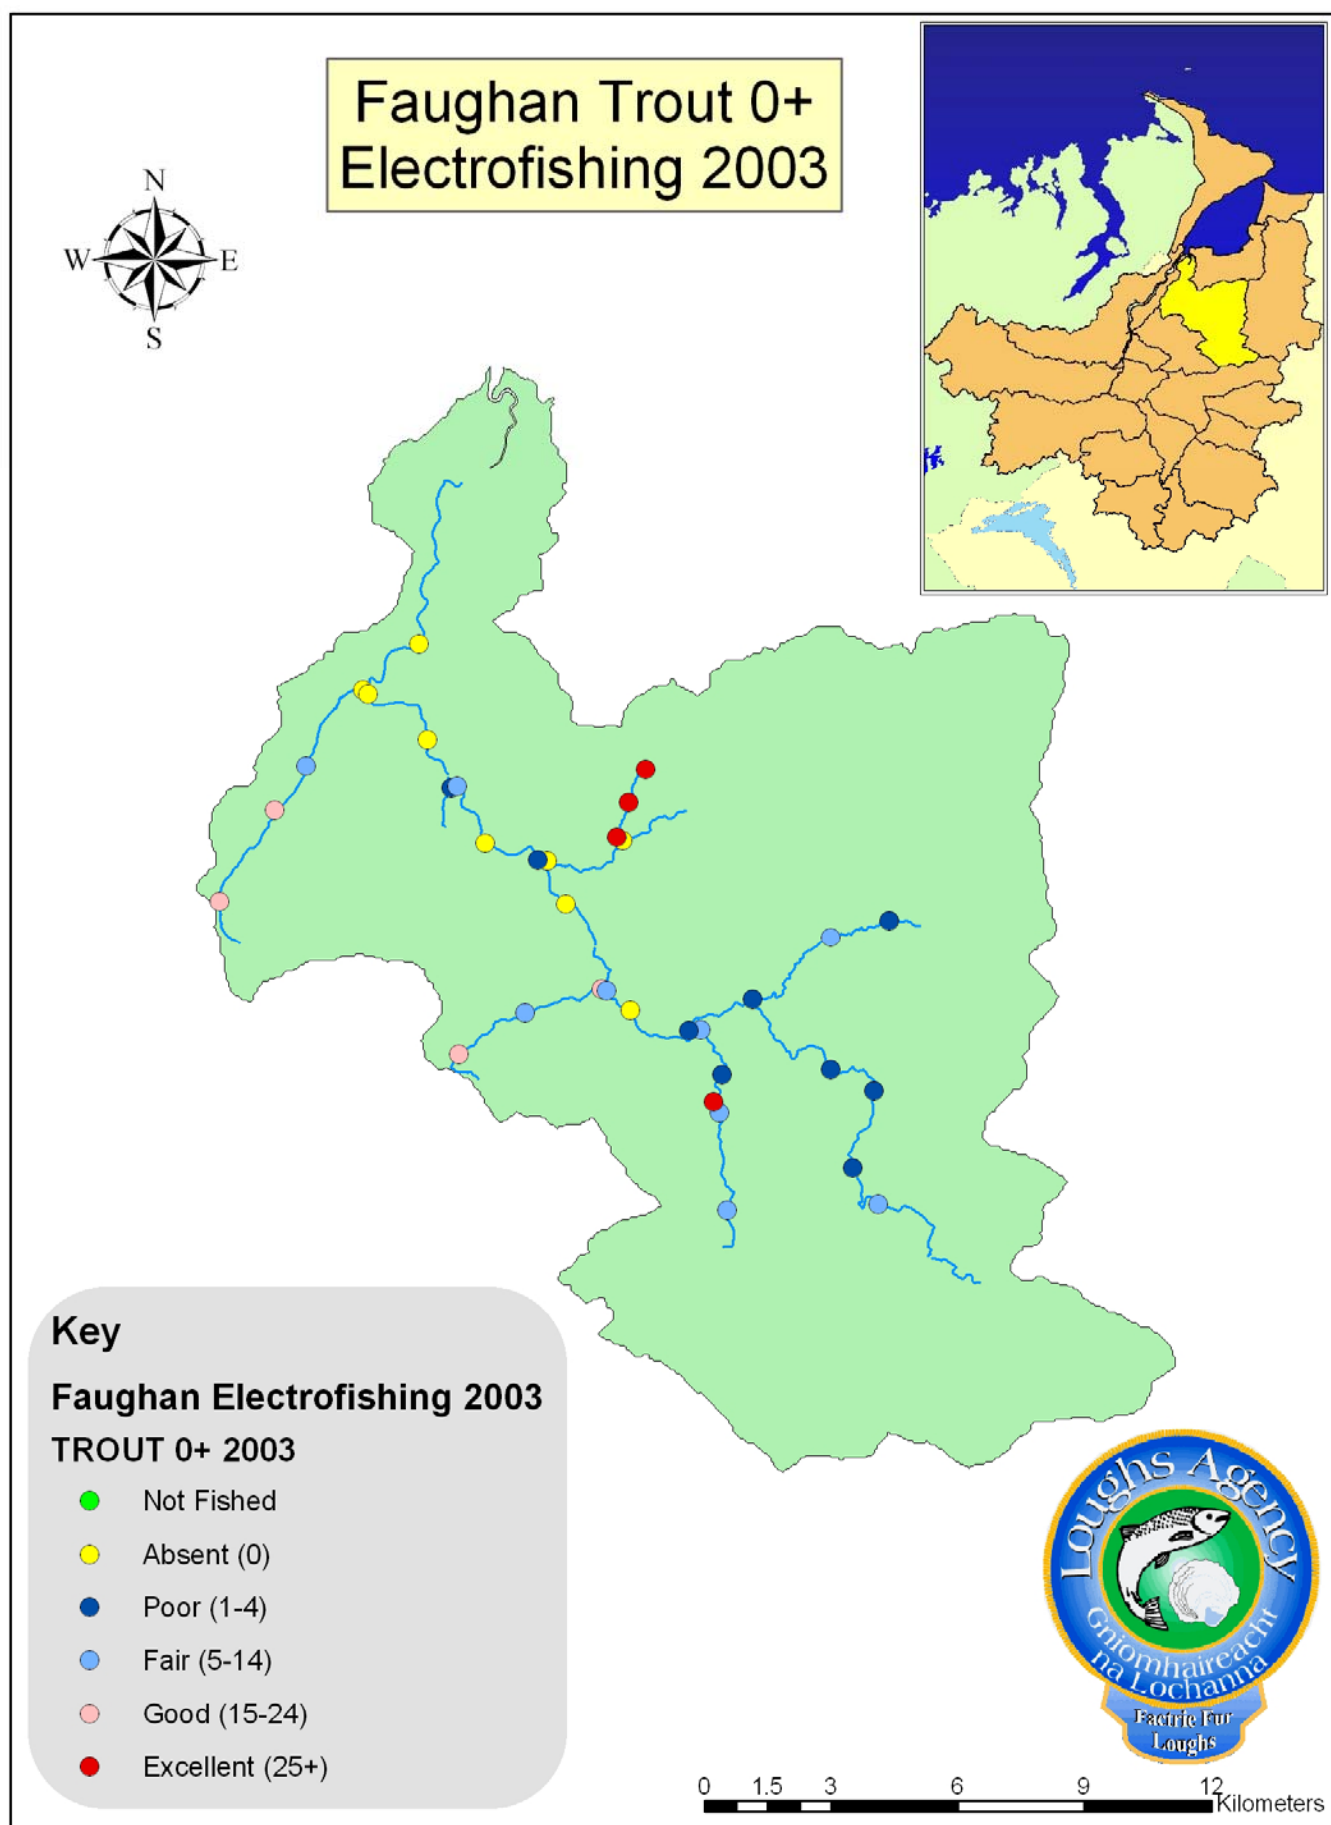 Faughan Trout 0+
Electrofishing 2003
N
W
E
S
Key
Faughan Electrofishing 2003
TROUT 0+ 2003
Not Fished
Absent (0)
Poor (1-4)
Fair (5-14)
Good (15-24)
Excellent (25+)
Loughs Agency
Gníomhaireacht
na Lochanna
Factrie Fur
Loughs
0 1.5 3 6 9 12
Kilometers